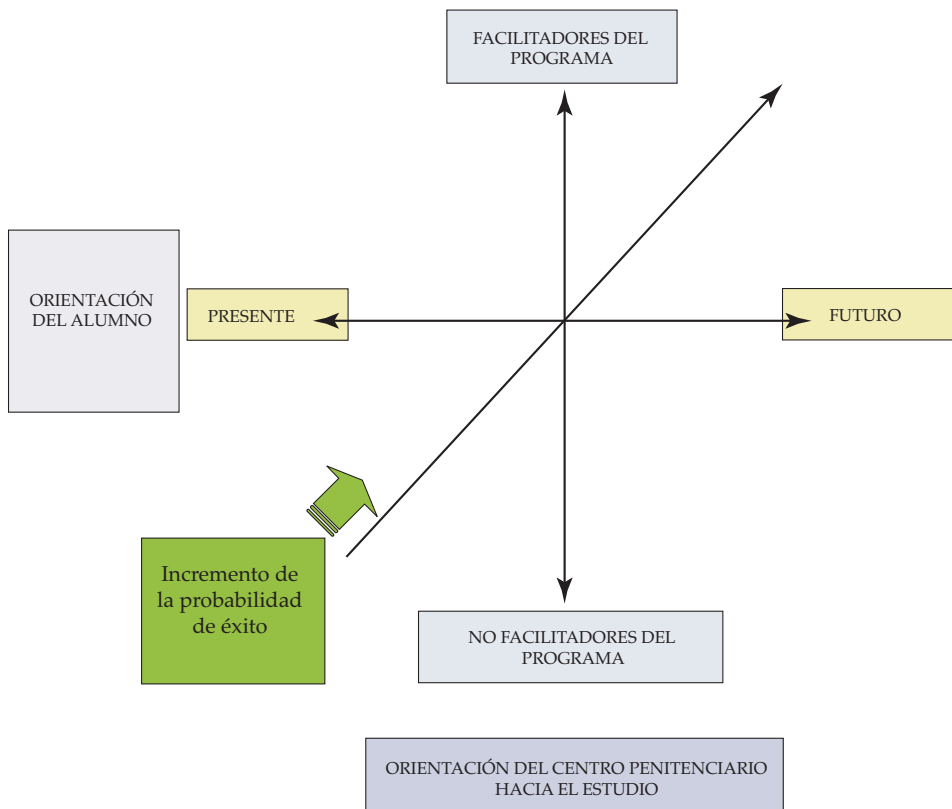 FACILITADORES DEL
PROGRAMA
ORIENTACIÓN
DEL ALUMNO
PRESENTE
FUTURO
Incremento de
la probabilidad
de éxito
NO FACILITADORES DEL
PROGRAMA
ORIENTACIÓN DEL CENTRO PENITENCIARIO
HACIA EL ESTUDIO